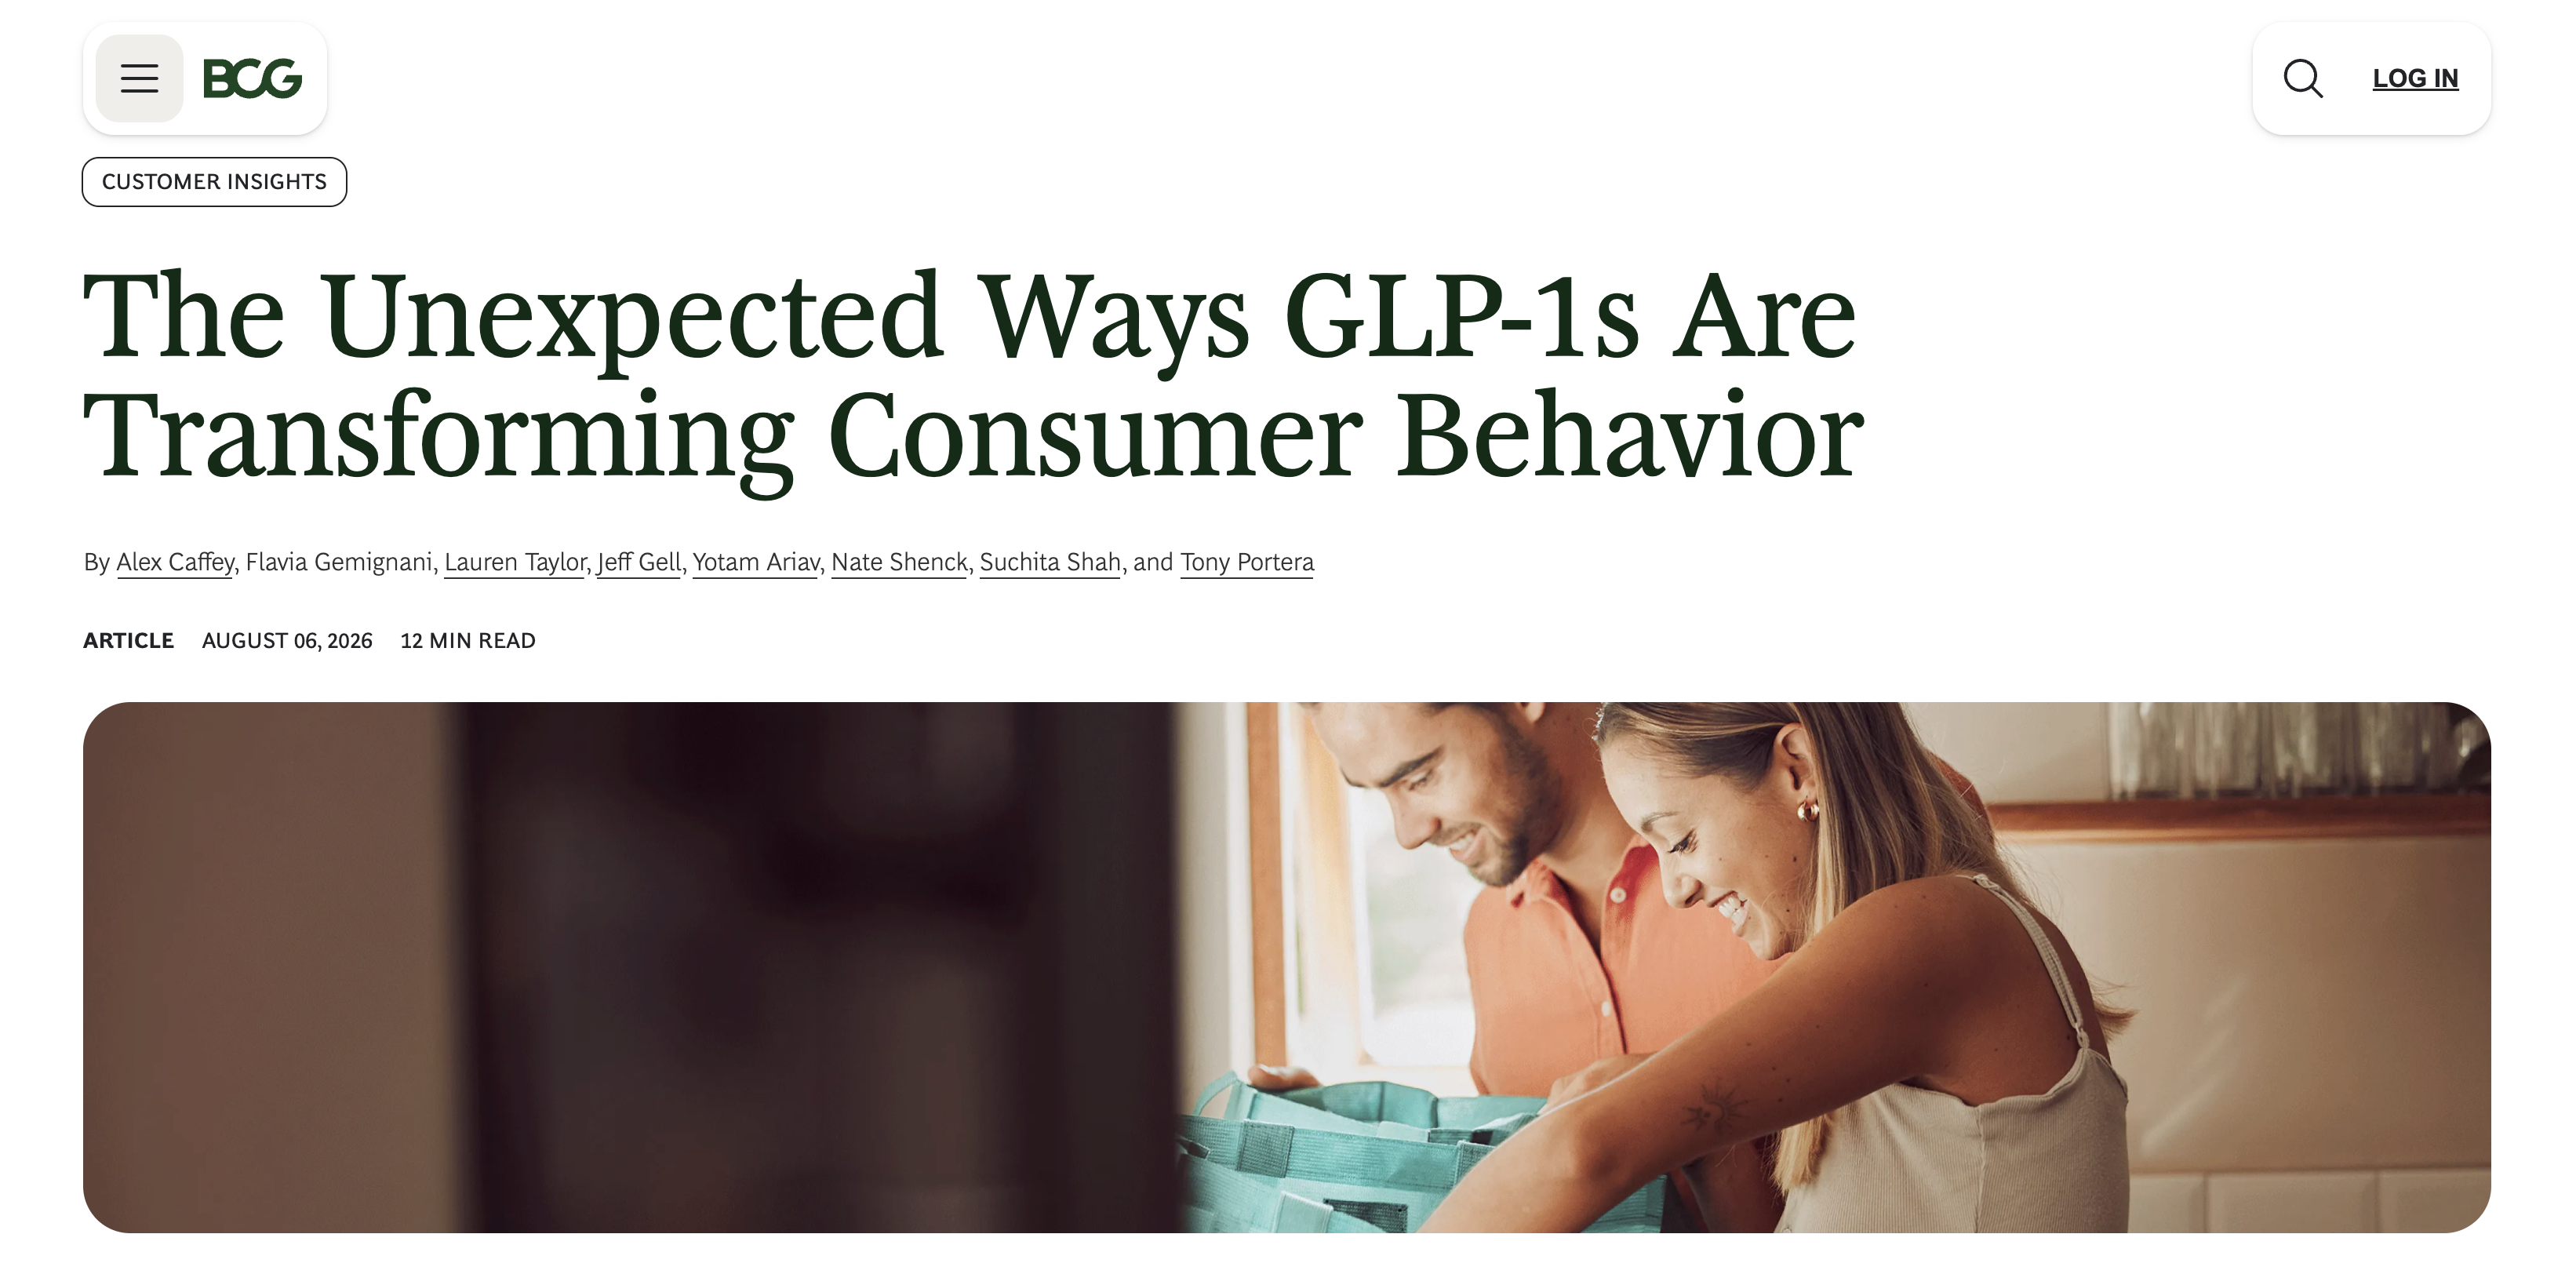 BCG
LOG IN
CUSTOMER INSIGHTS
The Unexpected Ways GLP-1s Are
Transforming Consumer Behavior
By Alex Caffey, Flavia Gemignani, Lauren Taylor, Jeff Gell, Yotam Ariav, Nate Shenck, Suchita Shah, and Tony Portera
ARTICLE AUGUST 06, 2026 12 MIN READ